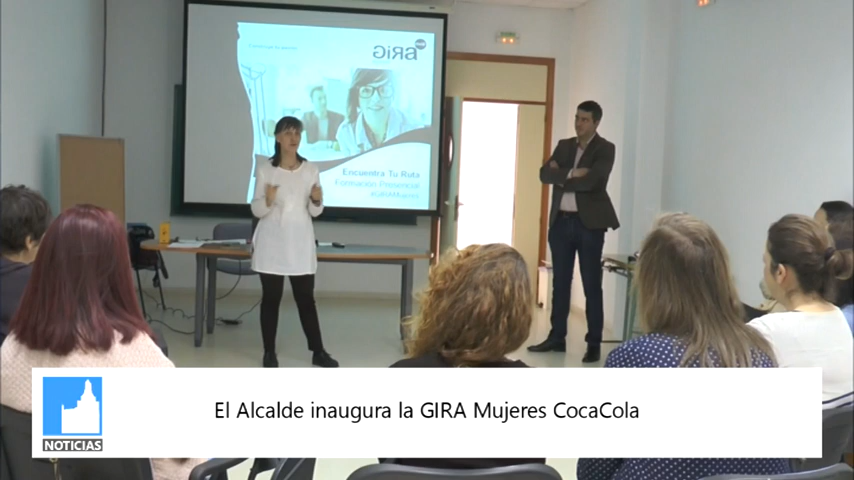 GiRA
Encuentra Tu Ruta
Formación Presencial
#GIRAMujeres
El Alcalde inaugura la GIRA Mujeres CocaCola
NOTICIAS